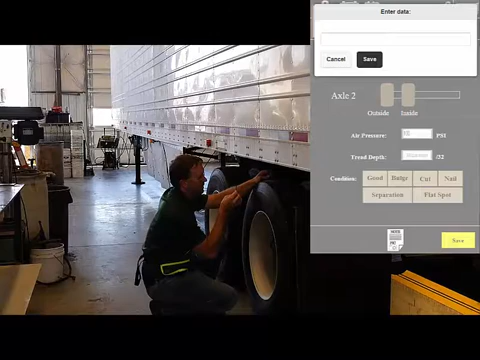 Enter data:
Cancel
Save
Axle 2
Outside
Inside
Air Pressure:
PSI
Tread Depth:
/32
Condition:
Good
Bulge
Cut
Nail
Separation
Flat Spot
Save